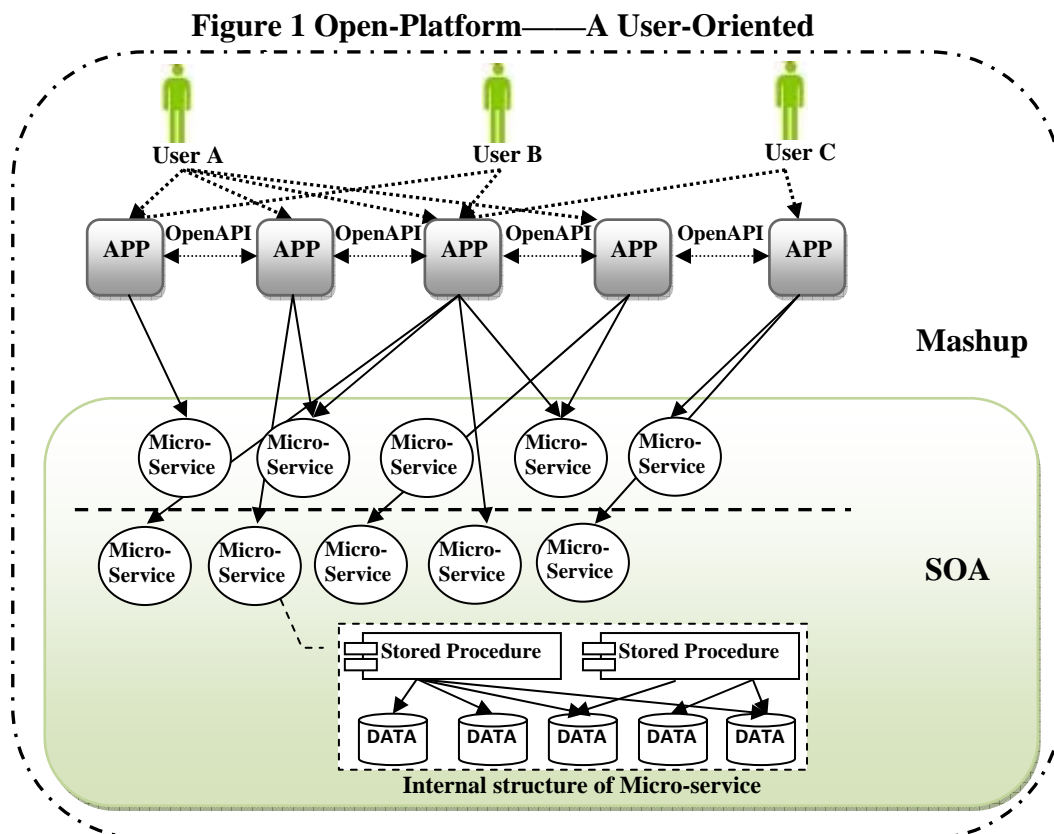 Figure 1 Open-Platform——A User-Oriented
User A
User B
User C
APP
OpenAPI
APP
OpenAPI
APP
OpenAPI
APP
OpenAPI
APP
Mashup
Micro-
Service
Micro-
Service
Micro-
Service
Micro-
Service
Micro-
Service
Micro-
Service
Micro-
Service
Micro-
Service
Micro-
Service
Micro-
Service
SOA
Stored Procedure
Stored Procedure
DATA
DATA
DATA
DATA
DATA
Internal structure of Micro-service